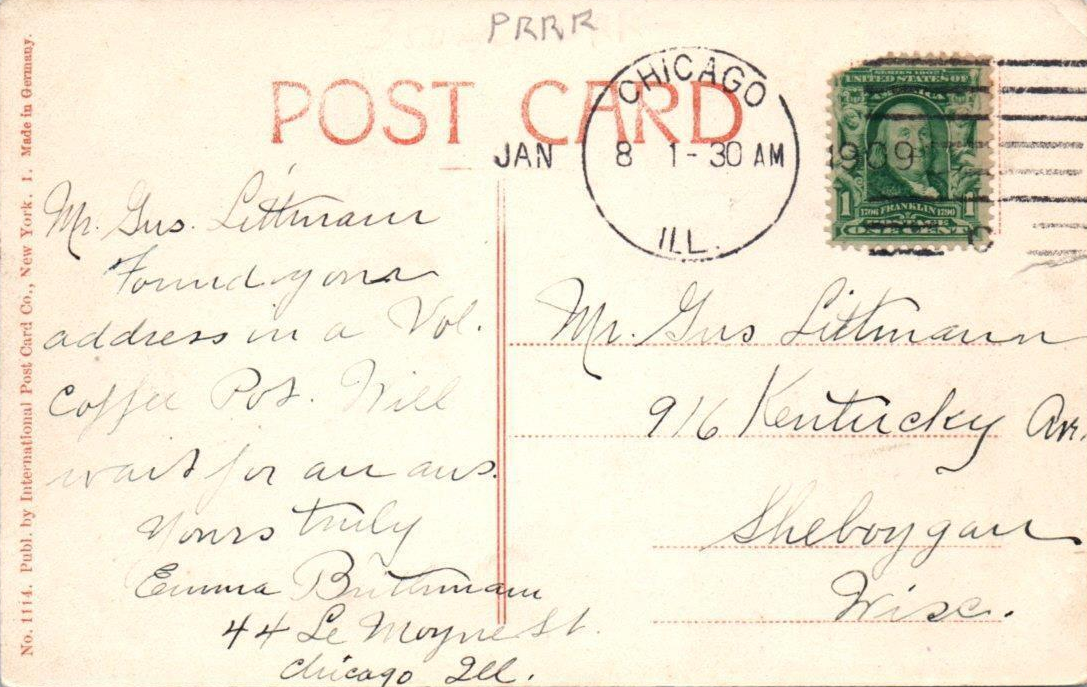 PRRR
POST CARD
CHICAGO
JAN 8 1-30 AM 1909
ILL.
SERIES 1902
UNITED STATES OF
AMERICA
1 1706 FRANKLIN 1790 1
POSTAGE
ONE CENT
No. 1114. Publ. by International Post Card Co., New York. 1. Made in Germany.
Mr. Gus. Littmann
Found your
address in a Vol.
Coffee Pot. Will
wait for an ans.
Yours truly
Emma
44 Le Moyne St.
Chicago Ill.
Mr. Gus Littmann
916 Kentucky Av.
Sheboygan
Wisc.